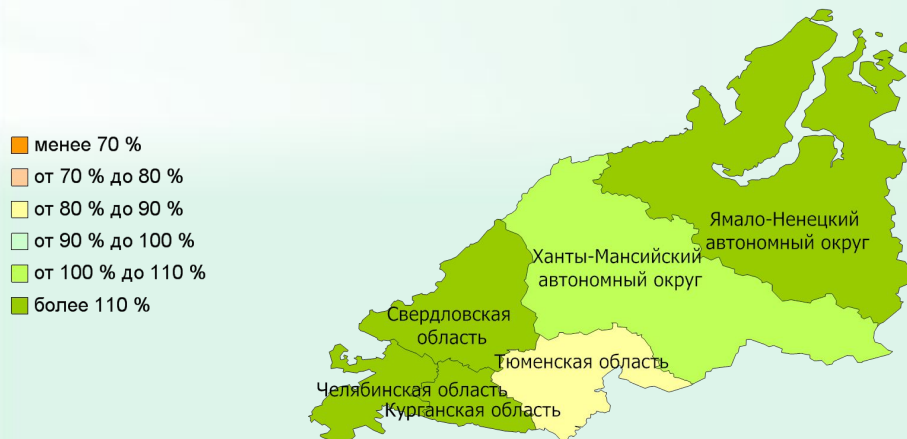 менее 70 %
от 70 % до 80 %
от 80 % до 90 %
от 90 % до 100 %
от 100 % до 110 %
более 110 %
Ямало-Ненецкий
автономный округ
Ханты-Мансийский
автономный округ
Свердловская
область
Тюменская область
Челябинская область
Курганская область